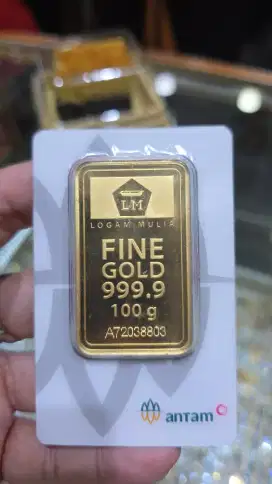 LM
LOGAM MULIA
FINE
GOLD
999.9
100 g
A72038803
antam